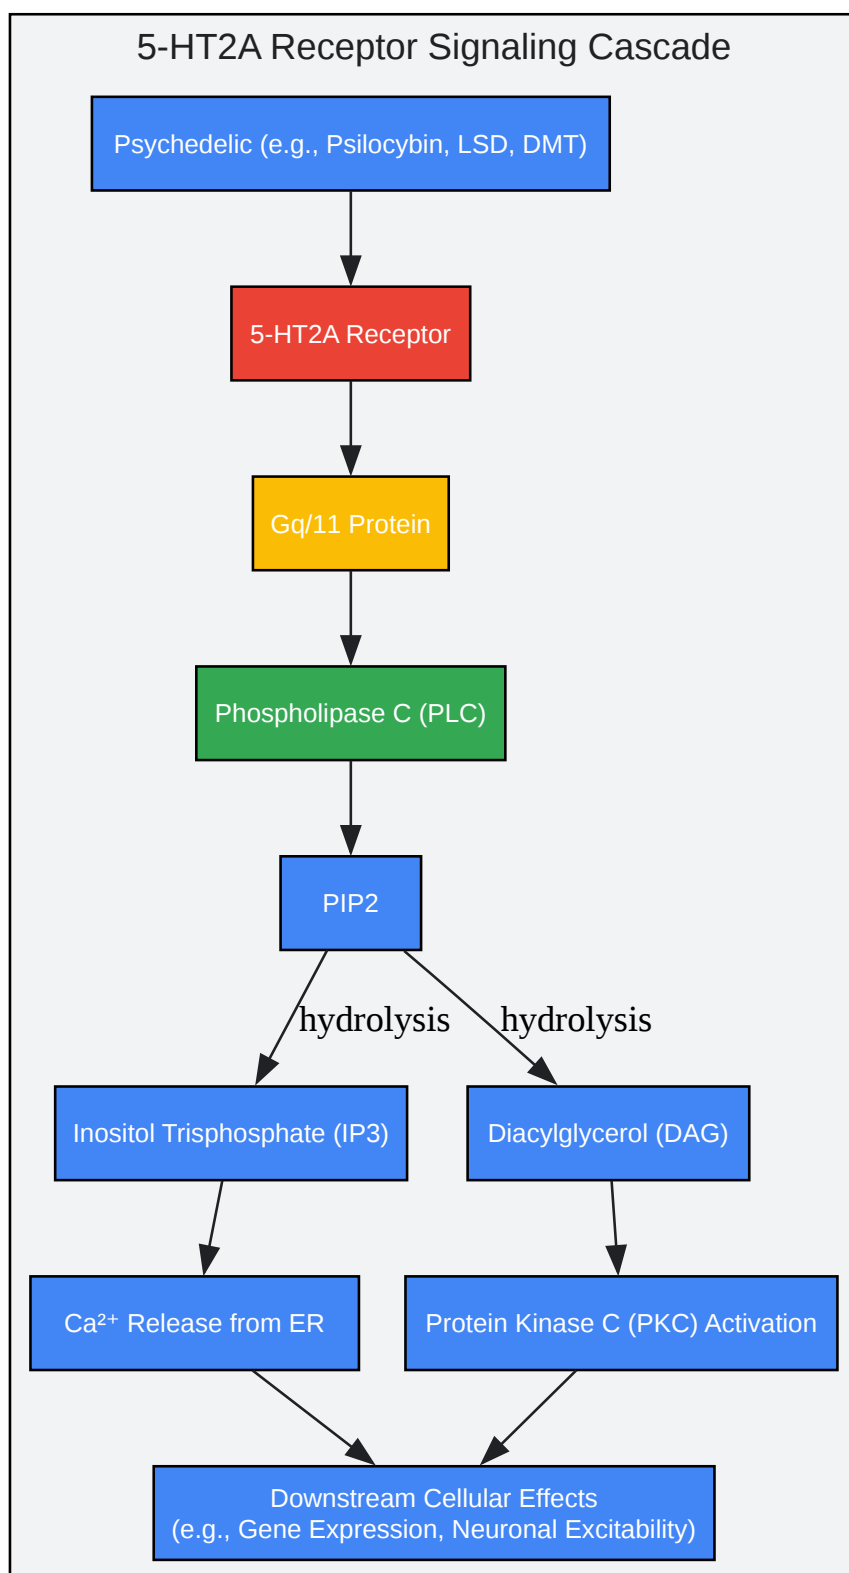 5-HT2A Receptor Signaling Cascade
Psychedelic (e.g., Psilocybin, LSD, DMT)
5-HT2A Receptor
Gq/11 Protein
Phospholipase C (PLC)
PIP2
hydrolysis
hydrolysis
Inositol Trisphosphate (IP3)
Diacylglycerol (DAG)
Ca²⁺ Release from ER
Protein Kinase C (PKC) Activation
Downstream Cellular Effects
(e.g., Gene Expression, Neuronal Excitability)